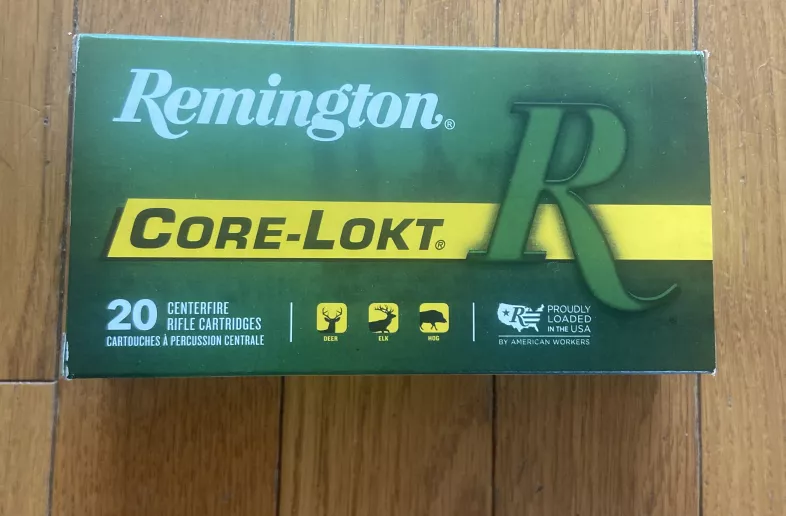 Remington®
R
CORE-LOKT®
20 CENTERFIRE
RIFLE CARTRIDGES
CARTOUCHES À PERCUSSION CENTRALE
DEER ELK HOG
R PROUDLY
LOADED
IN THE USA
BY AMERICAN WORKERS